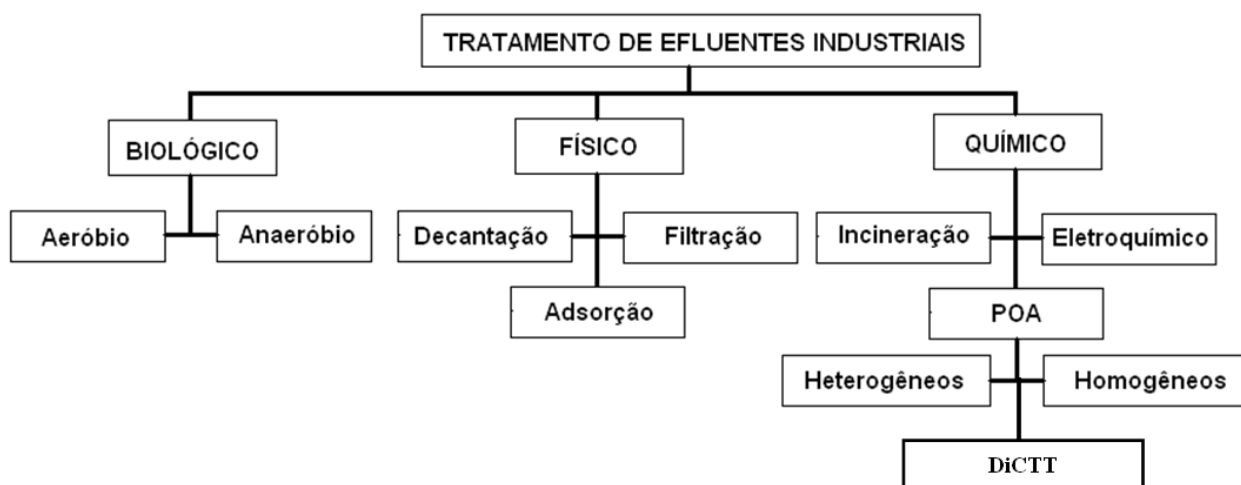 TRATAMENTO DE EFLUENTES INDUSTRIAIS
BIOLÓGICO
FÍSICO
QUÍMICO
Aeróbio
Anaeróbio
Decantação
Filtração
Incineração
Eletroquímico
Adsorção
POA
Heterogêneos
Homogêneos
DiCTT